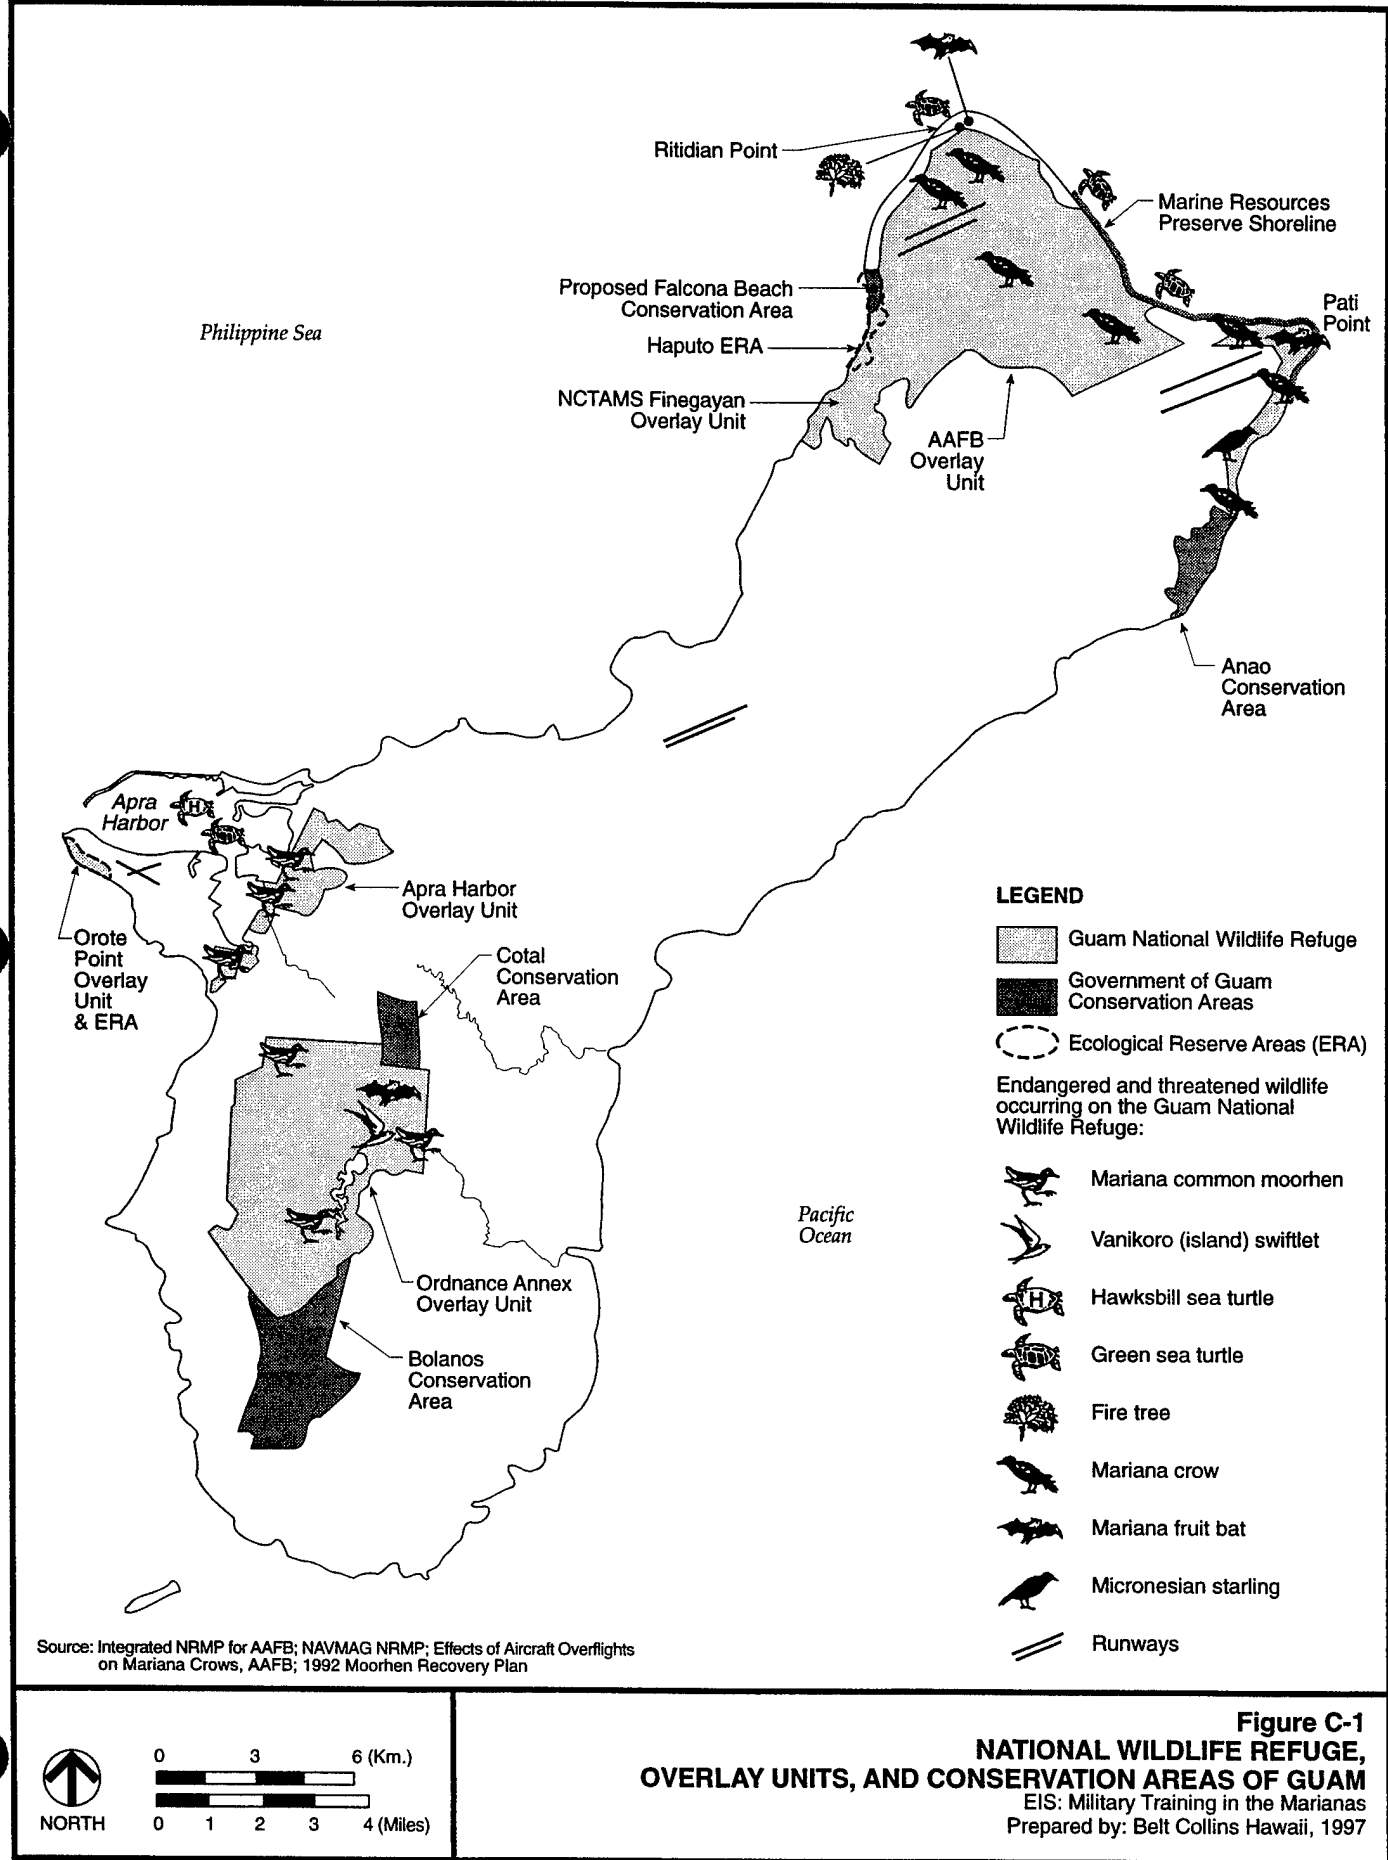 Ritidian Point
Marine Resources
Preserve Shoreline
Proposed Falcona Beach
Conservation Area
Pati
Point
Philippine Sea
Haputo ERA
NCTAMS Finegayan
Overlay Unit
AAFB
Overlay
Unit
Anao
Conservation
Area
Apra
Harbor
H
Apra Harbor
Overlay Unit
Orote
Point
Overlay
Unit
& ERA
Cotal
Conservation
Area
Pacific
Ocean
Ordnance Annex
Overlay Unit
Bolanos
Conservation
Area
LEGEND
Guam National Wildlife Refuge
Government of Guam
Conservation Areas
Ecological Reserve Areas (ERA)
Endangered and threatened wildlife
occurring on the Guam National
Wildlife Refuge:
Mariana common moorhen
Vanikoro (island) swiftlet
H
Hawksbill sea turtle
Green sea turtle
Fire tree
Mariana crow
Mariana fruit bat
Micronesian starling
Runways
Source: Integrated NRMP for AAFB; NAVMAG NRMP; Effects of Aircraft Overflights
on Mariana Crows, AAFB; 1992 Moorhen Recovery Plan
NORTH
0 3 6 (Km.)
0 1 2 3 4 (Miles)
Figure C-1
NATIONAL WILDLIFE REFUGE,
OVERLAY UNITS, AND CONSERVATION AREAS OF GUAM
EIS: Military Training in the Marianas
Prepared by: Belt Collins Hawaii, 1997